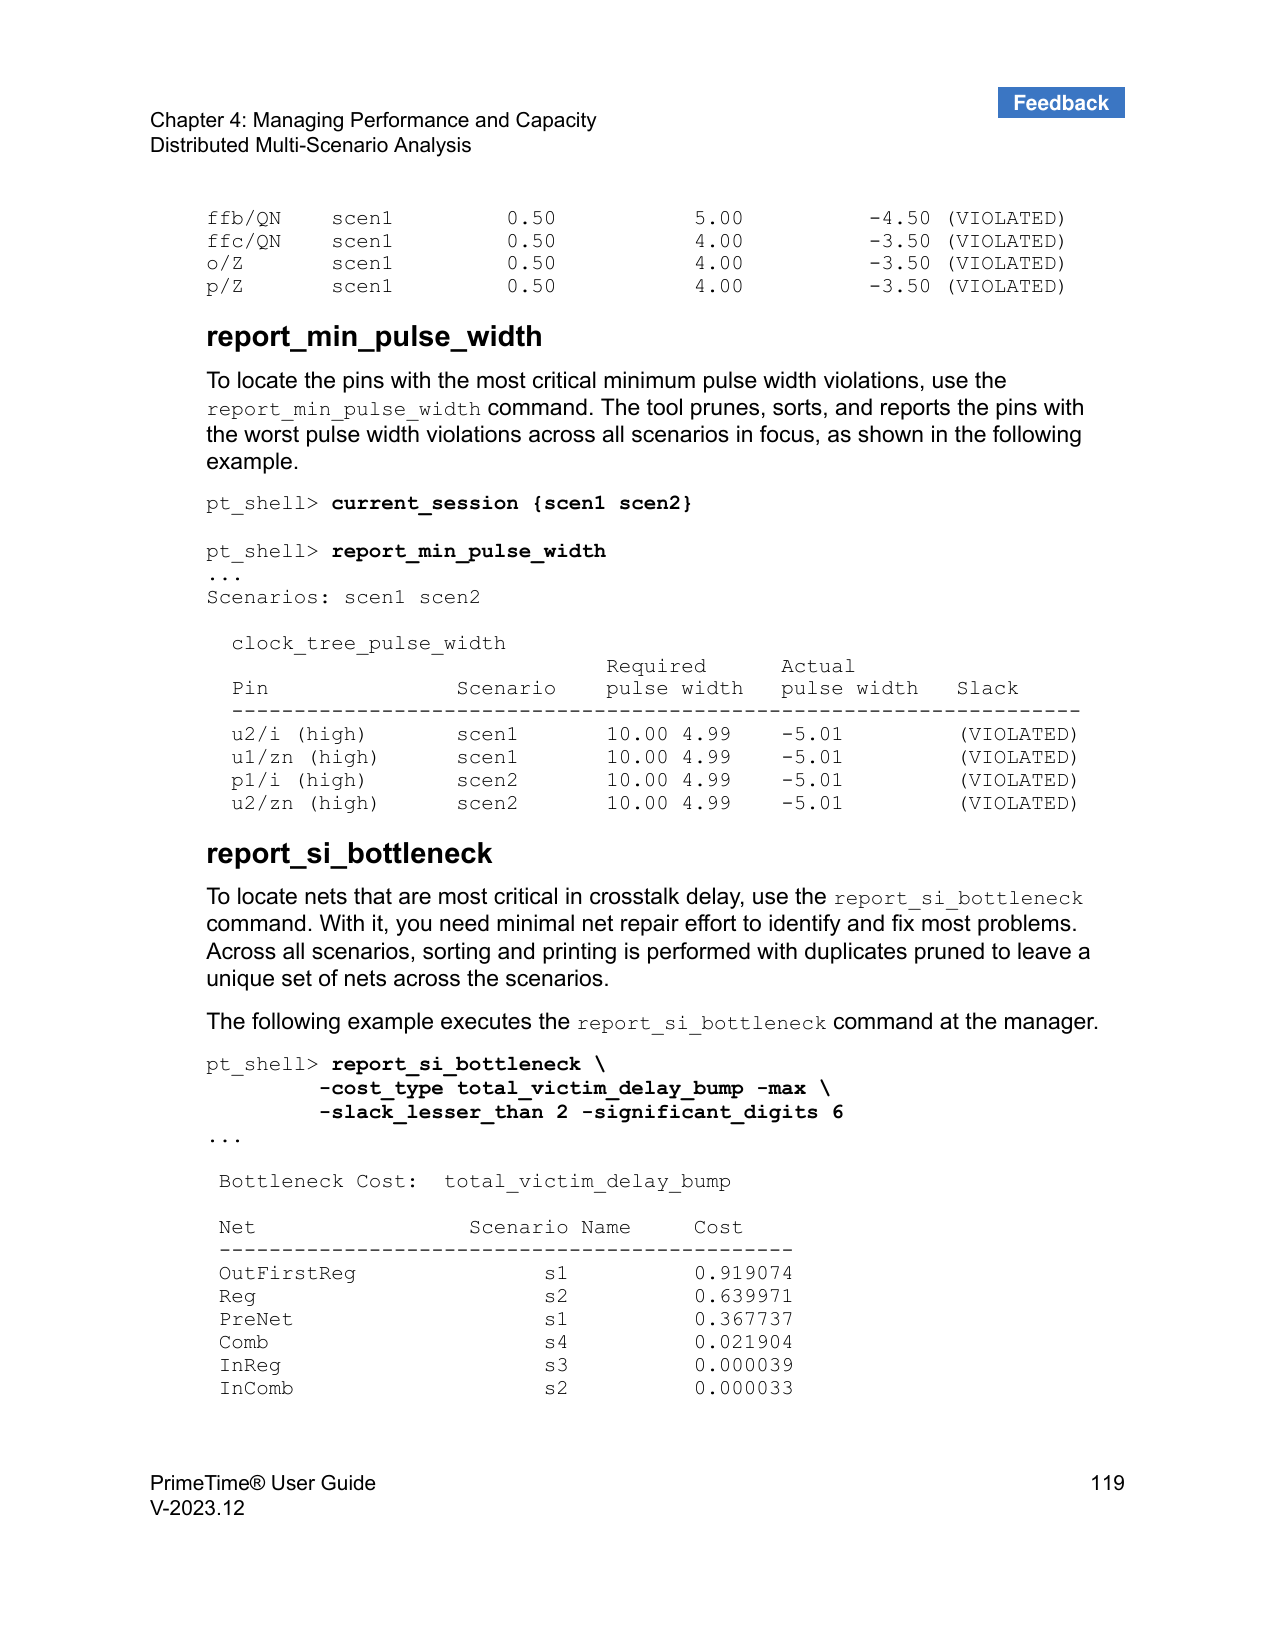 Feedback
Chapter 4: Managing Performance and Capacity
Distributed Multi-Scenario Analysis
ffb/QN    scen1         0.50           5.00          -4.50 (VIOLATED)
ffc/QN    scen1         0.50           4.00          -3.50 (VIOLATED)
o/Z       scen1         0.50           4.00          -3.50 (VIOLATED)
p/Z       scen1         0.50           4.00          -3.50 (VIOLATED)
report_min_pulse_width
To locate the pins with the most critical minimum pulse width violations, use the
report_min_pulse_width command. The tool prunes, sorts, and reports the pins with
the worst pulse width violations across all scenarios in focus, as shown in the following
example.
pt_shell> current_session {scen1 scen2}
pt_shell> report_min_pulse_width
...
Scenarios: scen1 scen2
  clock_tree_pulse_width
                                Required      Actual
  Pin               Scenario    pulse width   pulse width   Slack
  --------------------------------------------------------------------
  u2/i (high)       scen1       10.00 4.99    -5.01         (VIOLATED)
  u1/zn (high)      scen1       10.00 4.99    -5.01         (VIOLATED)
  p1/i (high)       scen2       10.00 4.99    -5.01         (VIOLATED)
  u2/zn (high)      scen2       10.00 4.99    -5.01         (VIOLATED)
report_si_bottleneck
To locate nets that are most critical in crosstalk delay, use the report_si_bottleneck
command. With it, you need minimal net repair effort to identify and fix most problems.
Across all scenarios, sorting and printing is performed with duplicates pruned to leave a
unique set of nets across the scenarios.
The following example executes the report_si_bottleneck command at the manager.
pt_shell> report_si_bottleneck \
         -cost_type total_victim_delay_bump -max \
         -slack_lesser_than 2 -significant_digits 6
...
 Bottleneck Cost:  total_victim_delay_bump
 Net                 Scenario Name     Cost
 ----------------------------------------------
 OutFirstReg               s1          0.919074
 Reg                       s2          0.639971
 PreNet                    s1          0.367737
 Comb                      s4          0.021904
 InReg                     s3          0.000039
 InComb                    s2          0.000033
PrimeTime® User Guide 119
V-2023.12